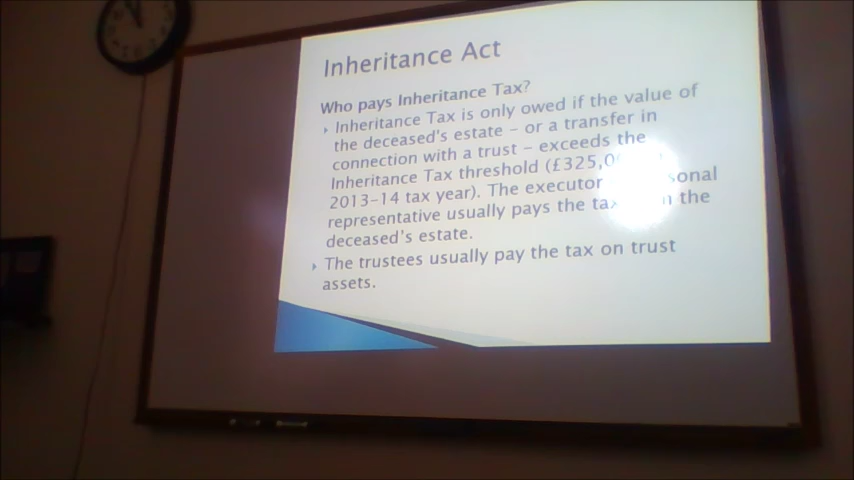 Inheritance Act
Who pays Inheritance Tax?
Inheritance Tax is only owed if the value of
the deceased's estate – or a transfer in
connection with a trust – exceeds the
Inheritance Tax threshold (£325,0
2013-14 tax year). The executor sonal
representative usually pays the tax the
deceased's estate.
The trustees usually pay the tax on trust
assets.